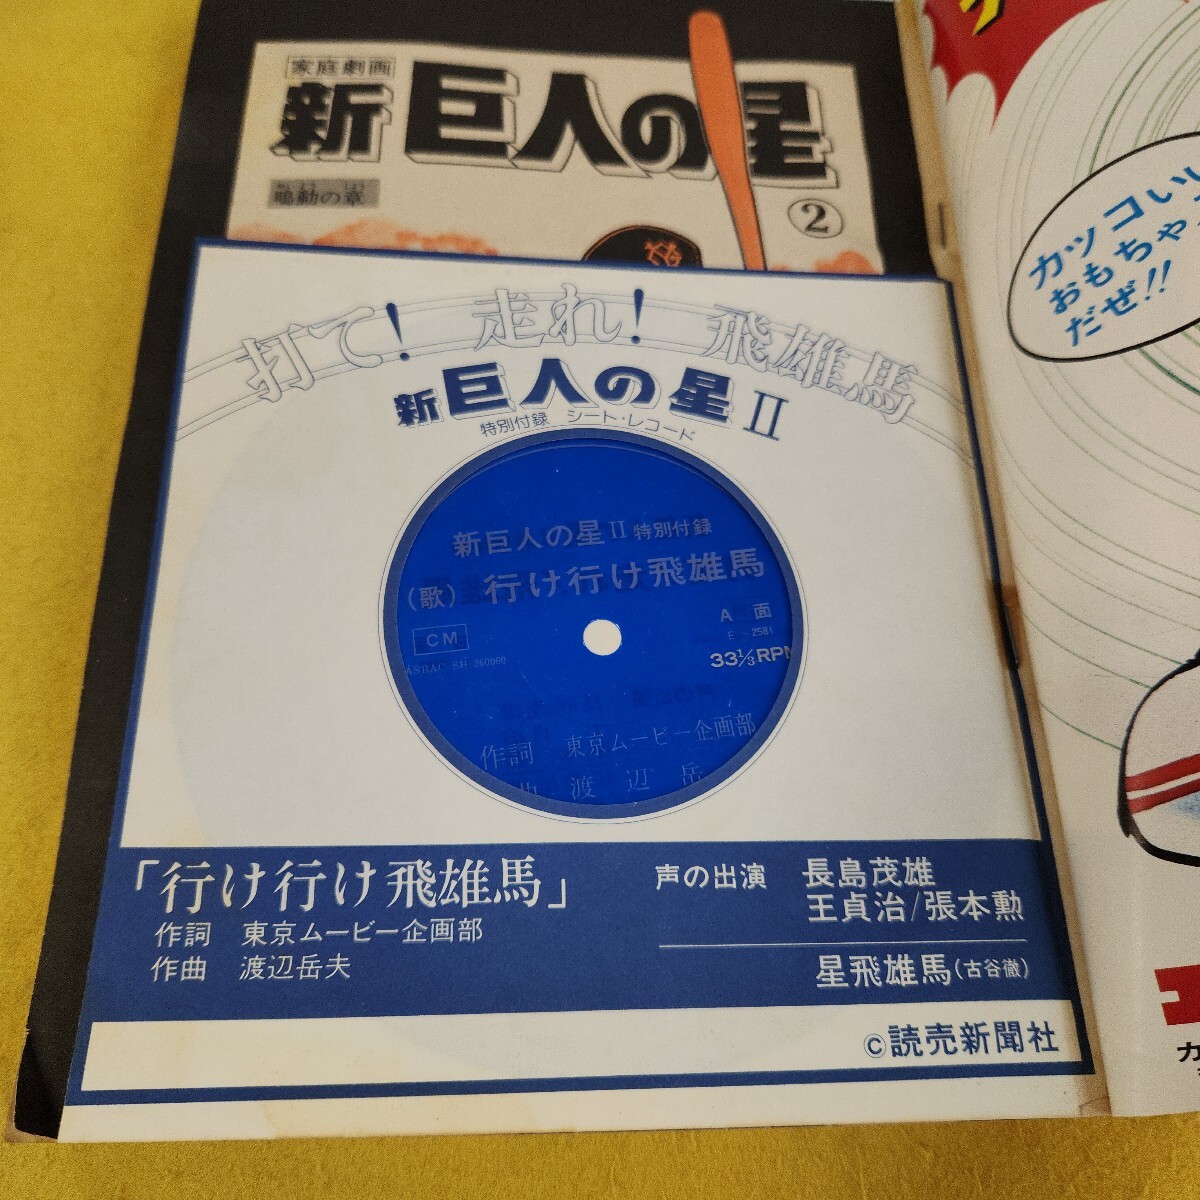 家庭劇画
新巨人の星
鳴動の章
②
打て! 走れ! 飛雄馬
新巨人の星II
特別付録 シート・レコード
新巨人の星II 特別付録
(歌) 行け行け飛雄馬
CM
A 面
33⅓RPM
作詞 東京ムービー企画部
渡辺岳
「行け行け飛雄馬」
作詞 東京ムービー企画部
作曲 渡辺岳夫
声の出演 長島茂雄
王貞治/張本勲
星飛雄馬(古谷徹)
©読売新聞社
カッコいい
おもちゃ
だぜ!!